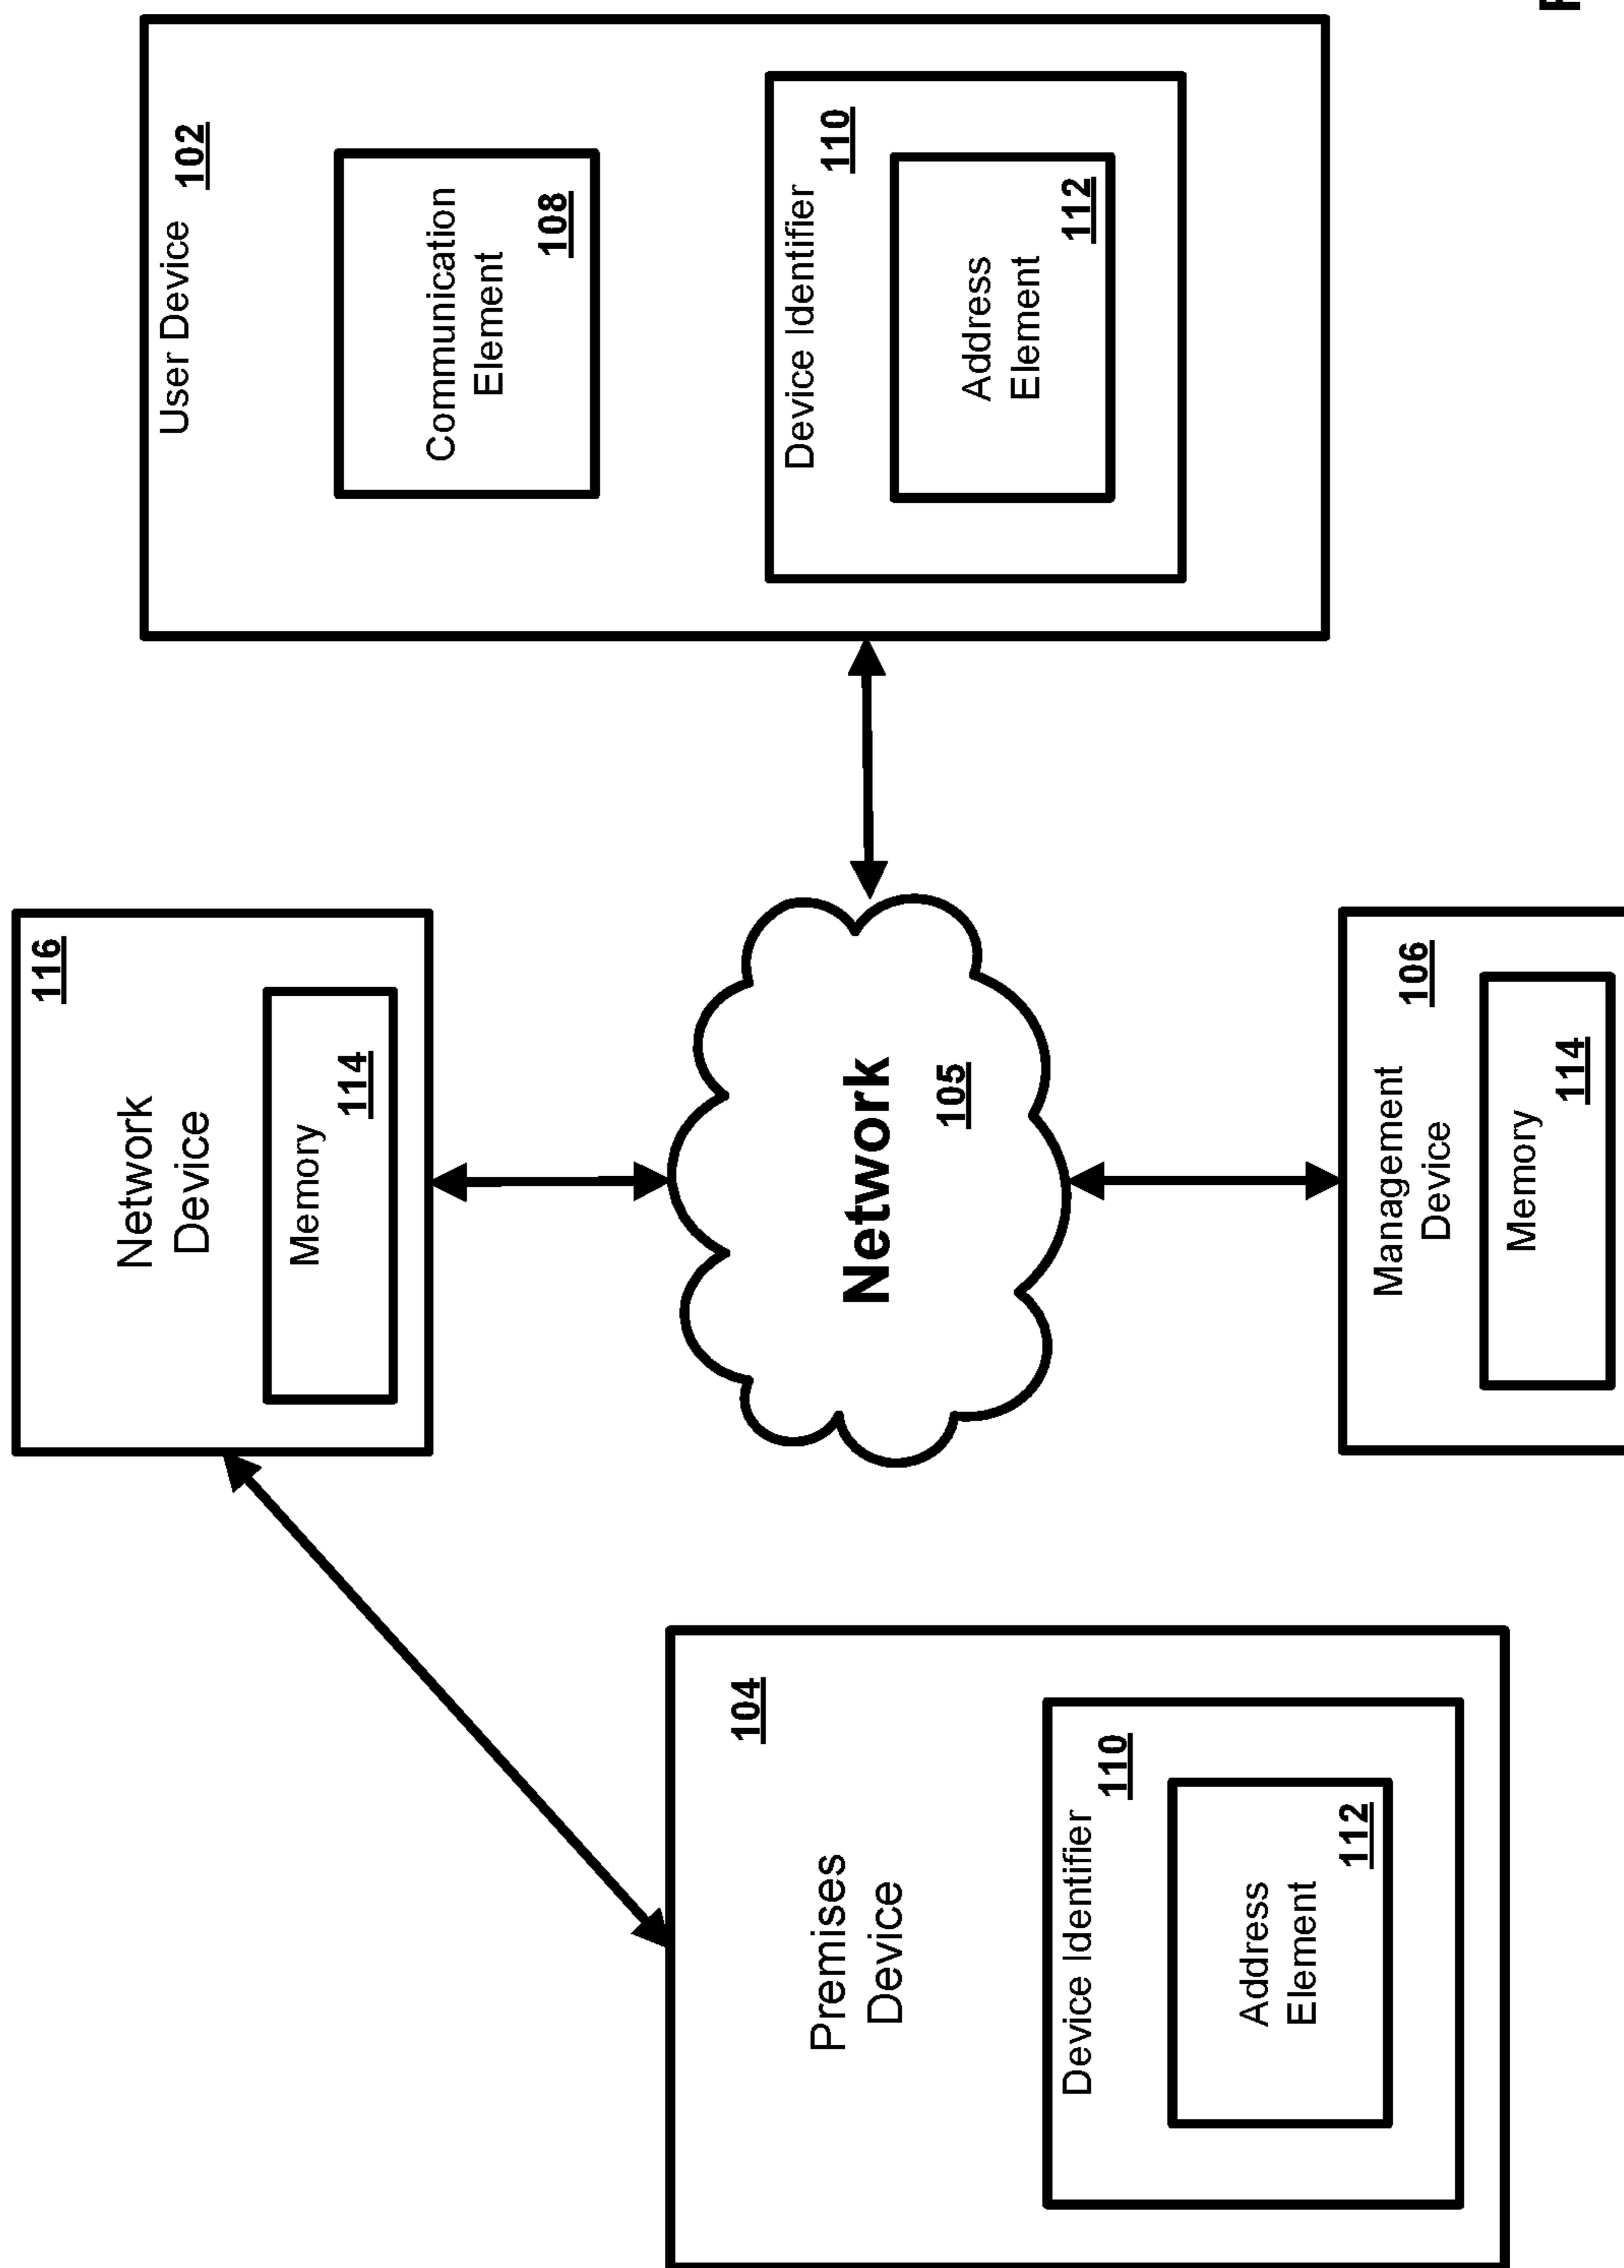 116
Network
Device
Memory
114
User Device 102
Communication
Element
108
Device Identifier
110
Address
Element
112
Network
105
104
Premises
Device
Device Identifier
110
Address
Element
112
106
Management
Device
Memory
114